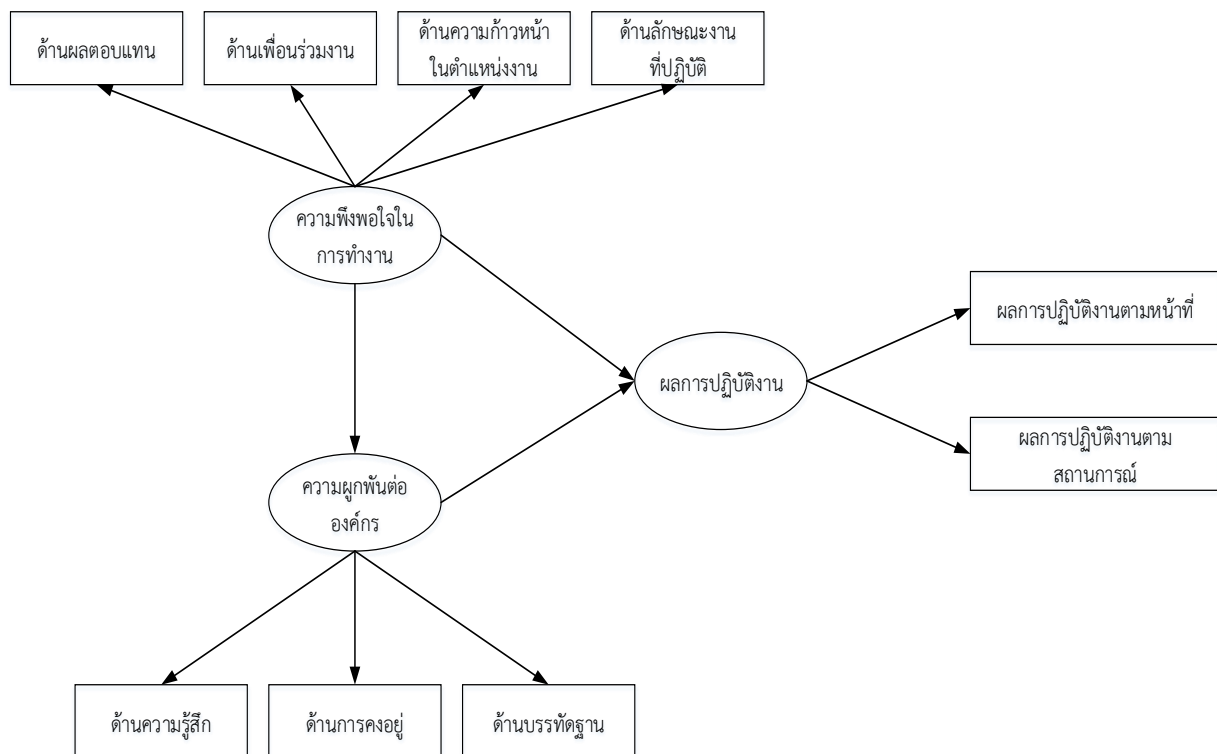 ด้านผลตอบแทน
ด้านเพื่อนร่วมงาน
ด้านความก้าวหน้า
ในตำแหน่งงาน
ด้านลักษณะงาน
ที่ปฏิบัติ
ความพึงพอใจใน
การทำงาน
ผลการปฏิบัติงานตามหน้าที่
ผลการปฏิบัติงาน
ผลการปฏิบัติงานตาม
สถานการณ์
ความผูกพันต่อ
องค์กร
ด้านความรู้สึก
ด้านการคงอยู่
ด้านบรรทัดฐาน